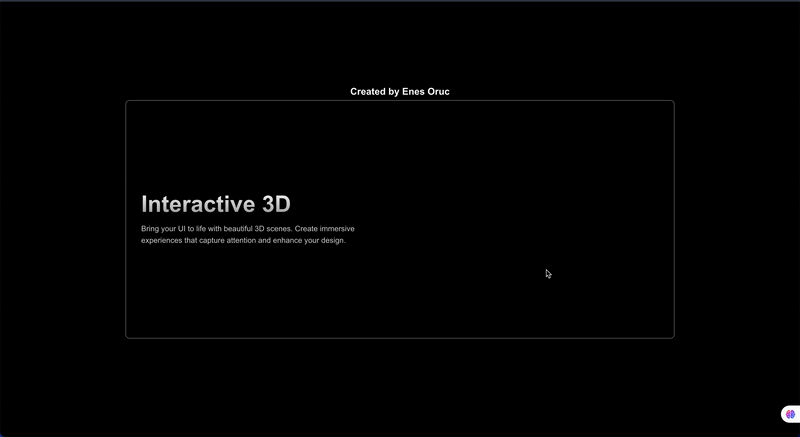 Created by Enes Oruc
Interactive 3D
Bring your UI to life with beautiful 3D scenes. Create immersive
experiences that capture attention and enhance your design.